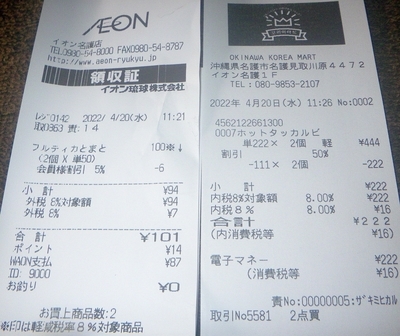 ÆON
イオン名護店
TEL0980-54-8000 FAX0980-54-8787
http://www.aeon-ryukyu.jp
領収証
イオン琉球株式会社
レジ0142 2022/ 4/20(水) 11:21
取0363 責:14
フルティカとまと 100※
(2個 X 単50)
会員様割引 5% -6
小 計 ¥94
外税 8%対象額 ¥94
外税 8% ¥7
合 計 ¥101
ポイント ¥14
WAON支払 ¥87
ID: 9000
お釣り ¥0
お買上商品数:2
※印は軽減税率8%対象商品
OKINAWA KOREA MART
沖縄県名護市名護見取川原4472
イオン名護1F
TEL:080-9853-2107
2022年 4月20日(水) 11:26 No:0002
4562122661300
0007ホットタッカルビ
単222× 2個 軽 ¥444
割引 50%
-111× 2個 -222
小 計 ¥222
内税8%対象額 8.00% ¥222
内税8% 8.00% ¥16
合計 ¥222
(内消費税等 ¥16)
電子マネー ¥222
(消費税等 ¥16)
責No:00000005:ザキミヒカル
取引No5581 2点買